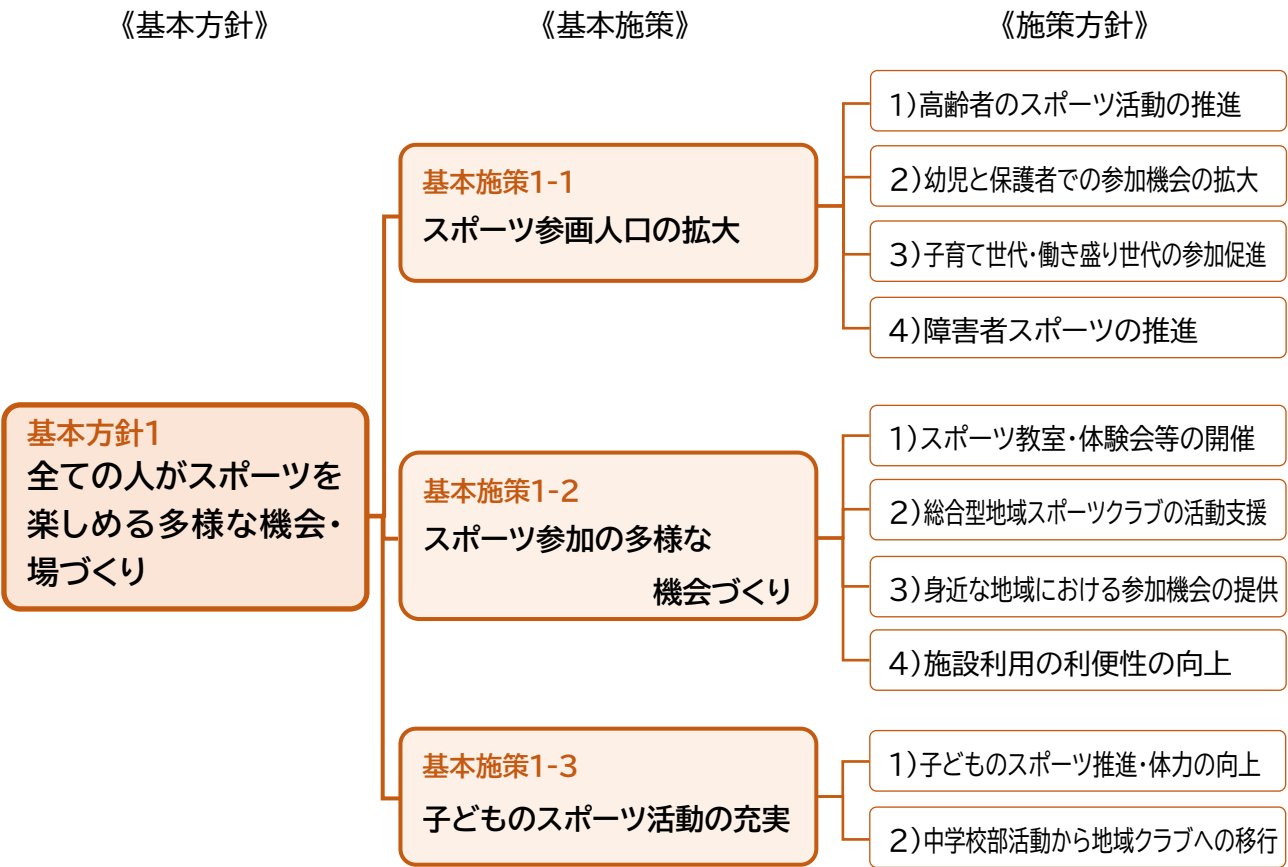 《基本方針》
《基本施策》
《施策方針》
基本方針1
全ての人がスポーツを
楽しめる多様な機会・
場づくり
基本施策1-1
スポーツ参画人口の拡大
1)高齢者のスポーツ活動の推進
2)幼児と保護者での参加機会の拡大
3)子育て世代・働き盛り世代の参加促進
4)障害者スポーツの推進
基本施策1-2
スポーツ参加の多様な
機会づくり
1)スポーツ教室・体験会等の開催
2)総合型地域スポーツクラブの活動支援
3)身近な地域における参加機会の提供
4)施設利用の利便性の向上
基本施策1-3
子どものスポーツ活動の充実
1)子どものスポーツ推進・体力の向上
2)中学校部活動から地域クラブへの移行